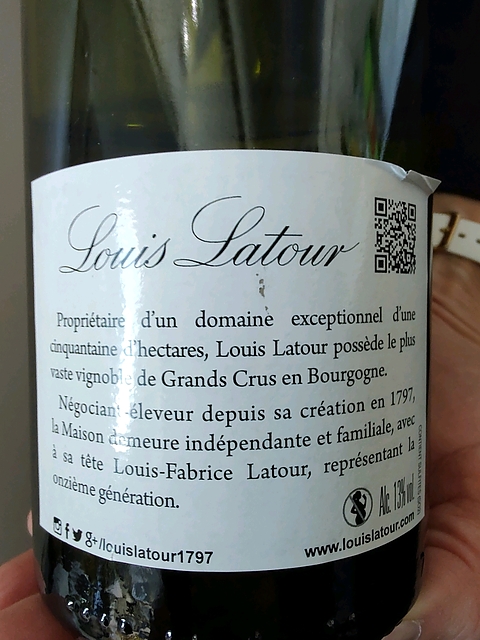 Louis Latour
Propriétaire d'un domaine exceptionnel d'une
cinquantaine d'hectares, Louis Latour possède le plus
vaste vignoble de Grands Crus en Bourgogne.
Négociant-éleveur depuis sa création en 1797,
la Maison demeure indépendante et familiale, avec
à sa tête Louis-Fabrice Latour, représentant la
onzième génération.
Alc. 13% vol.
g+/louislatour1797
www.louislatour.com